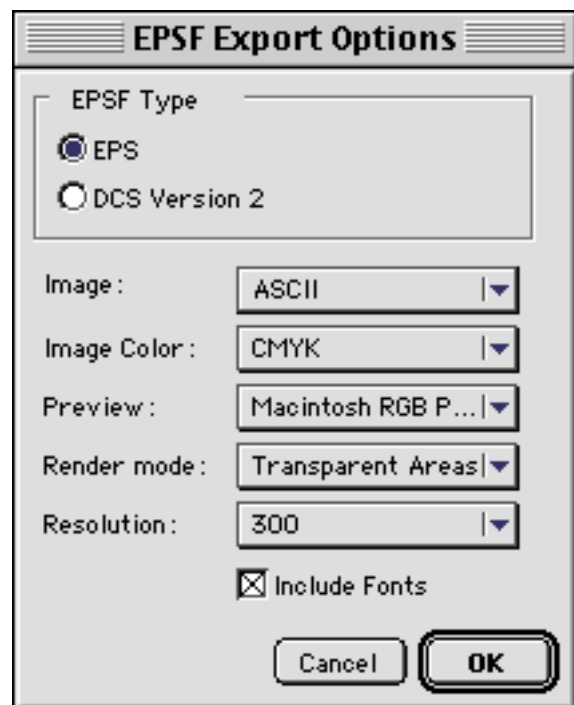 EPSF Export Options
EPSF Type
EPS
DCS Version 2
Image: ASCII
Image Color: CMYK
Preview: Macintosh RGB P...
Render mode: Transparent Areas
Resolution: 300
Include Fonts
Cancel OK